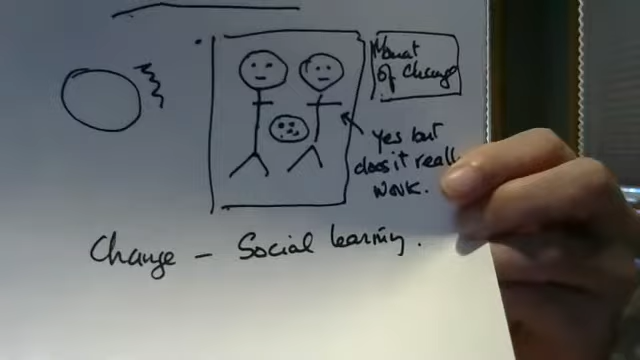 Moment
of change
Yes but
does it really
work.
Change – Social learning.